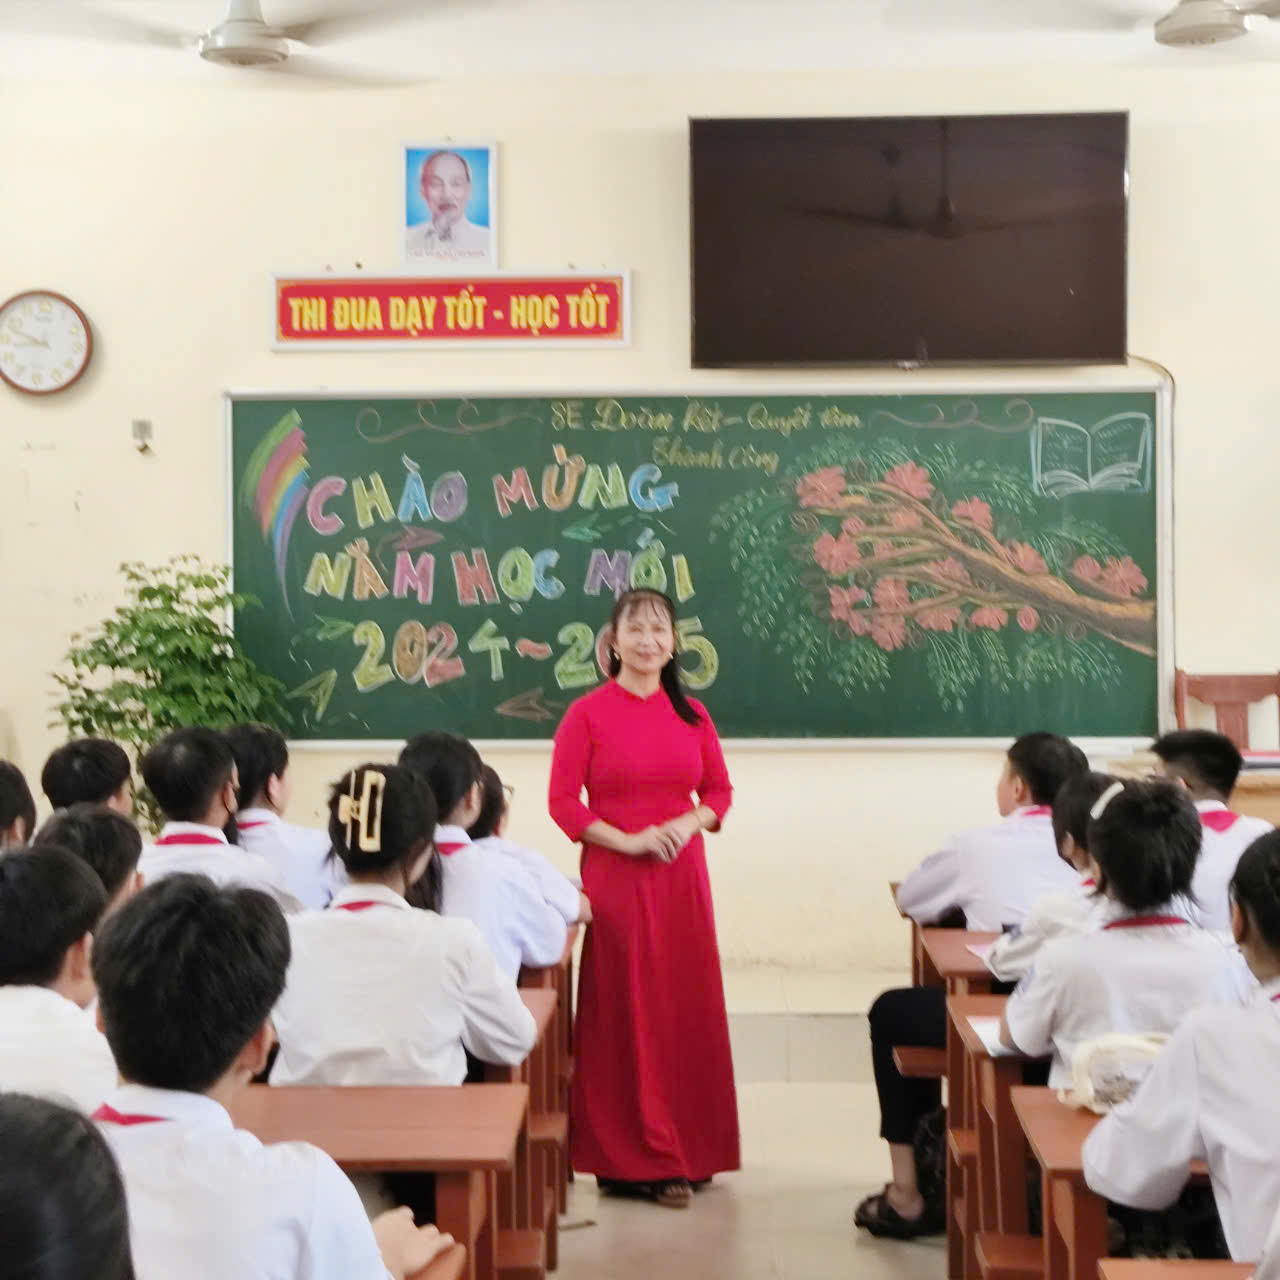 THI ĐUA DẠY TỐT - HỌC TỐT
8E Đoàn kết - Quyết tâm
Thành Công
CHÀO MỪNG
NĂM HỌC MỚI
2024 ~ 2025